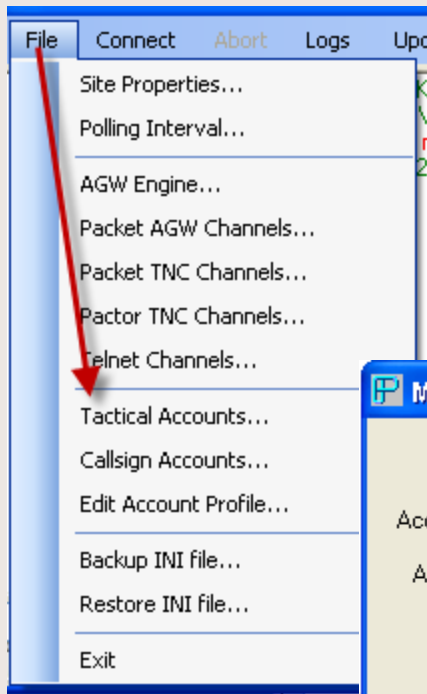 File Connect Abort Logs
Site Properties...
Polling Interval...
AGW Engine...
Packet AGW Channels...
Packet TNC Channels...
Pactor TNC Channels...
Telnet Channels...
Tactical Accounts...
Callsign Accounts...
Edit Account Profile...
Backup INI file...
Restore INI file...
Exit